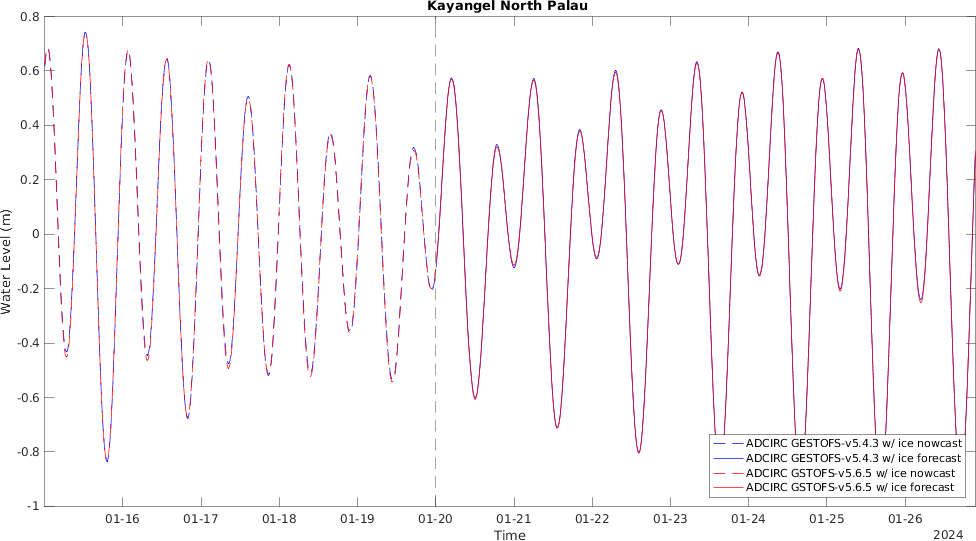 Kayangel North Palau
0.8
0.6
0.4
0.2
0
-0.2
-0.4
-0.6
-0.8
-1
Water Level (m)
ADCIRC GESTOFS-v5.4.3 w/ ice nowcast
ADCIRC GESTOFS-v5.4.3 w/ ice forecast
ADCIRC GSTOFS-v5.6.5 w/ ice nowcast
ADCIRC GSTOFS-v5.6.5 w/ ice forecast
01-16 01-17 01-18 01-19 01-20 01-21 01-22 01-23 01-24 01-25 01-26
Time
2024